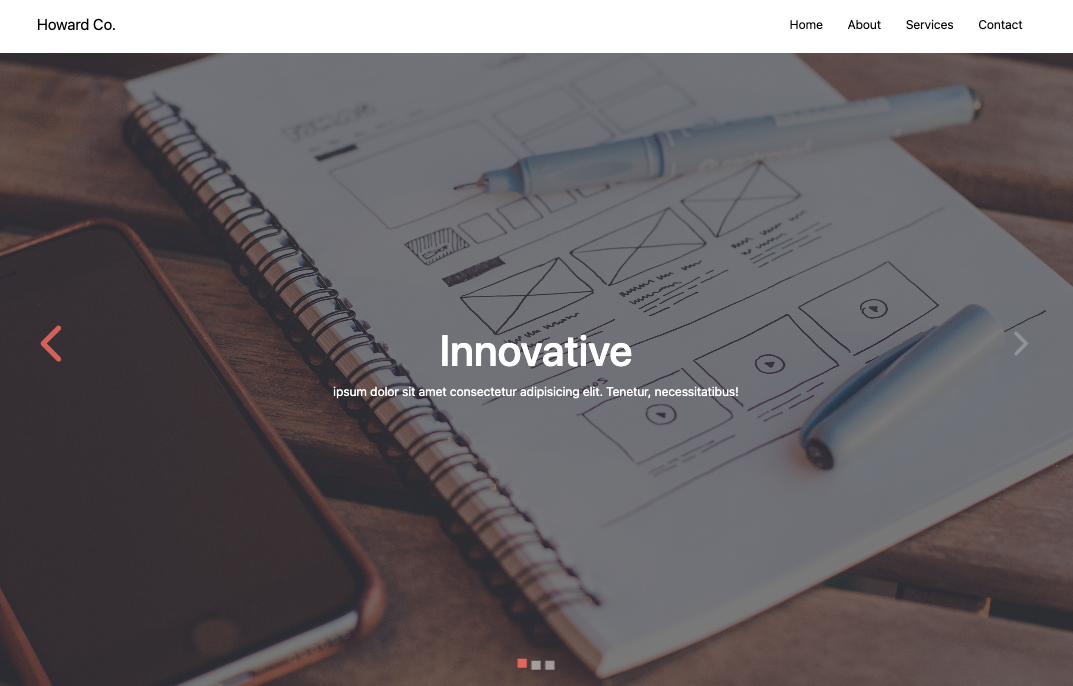 Howard Co.
Home About Services Contact
Innovative
ipsum dolor sit amet consectetur adipisicing elit. Tenetur, necessitatibus!